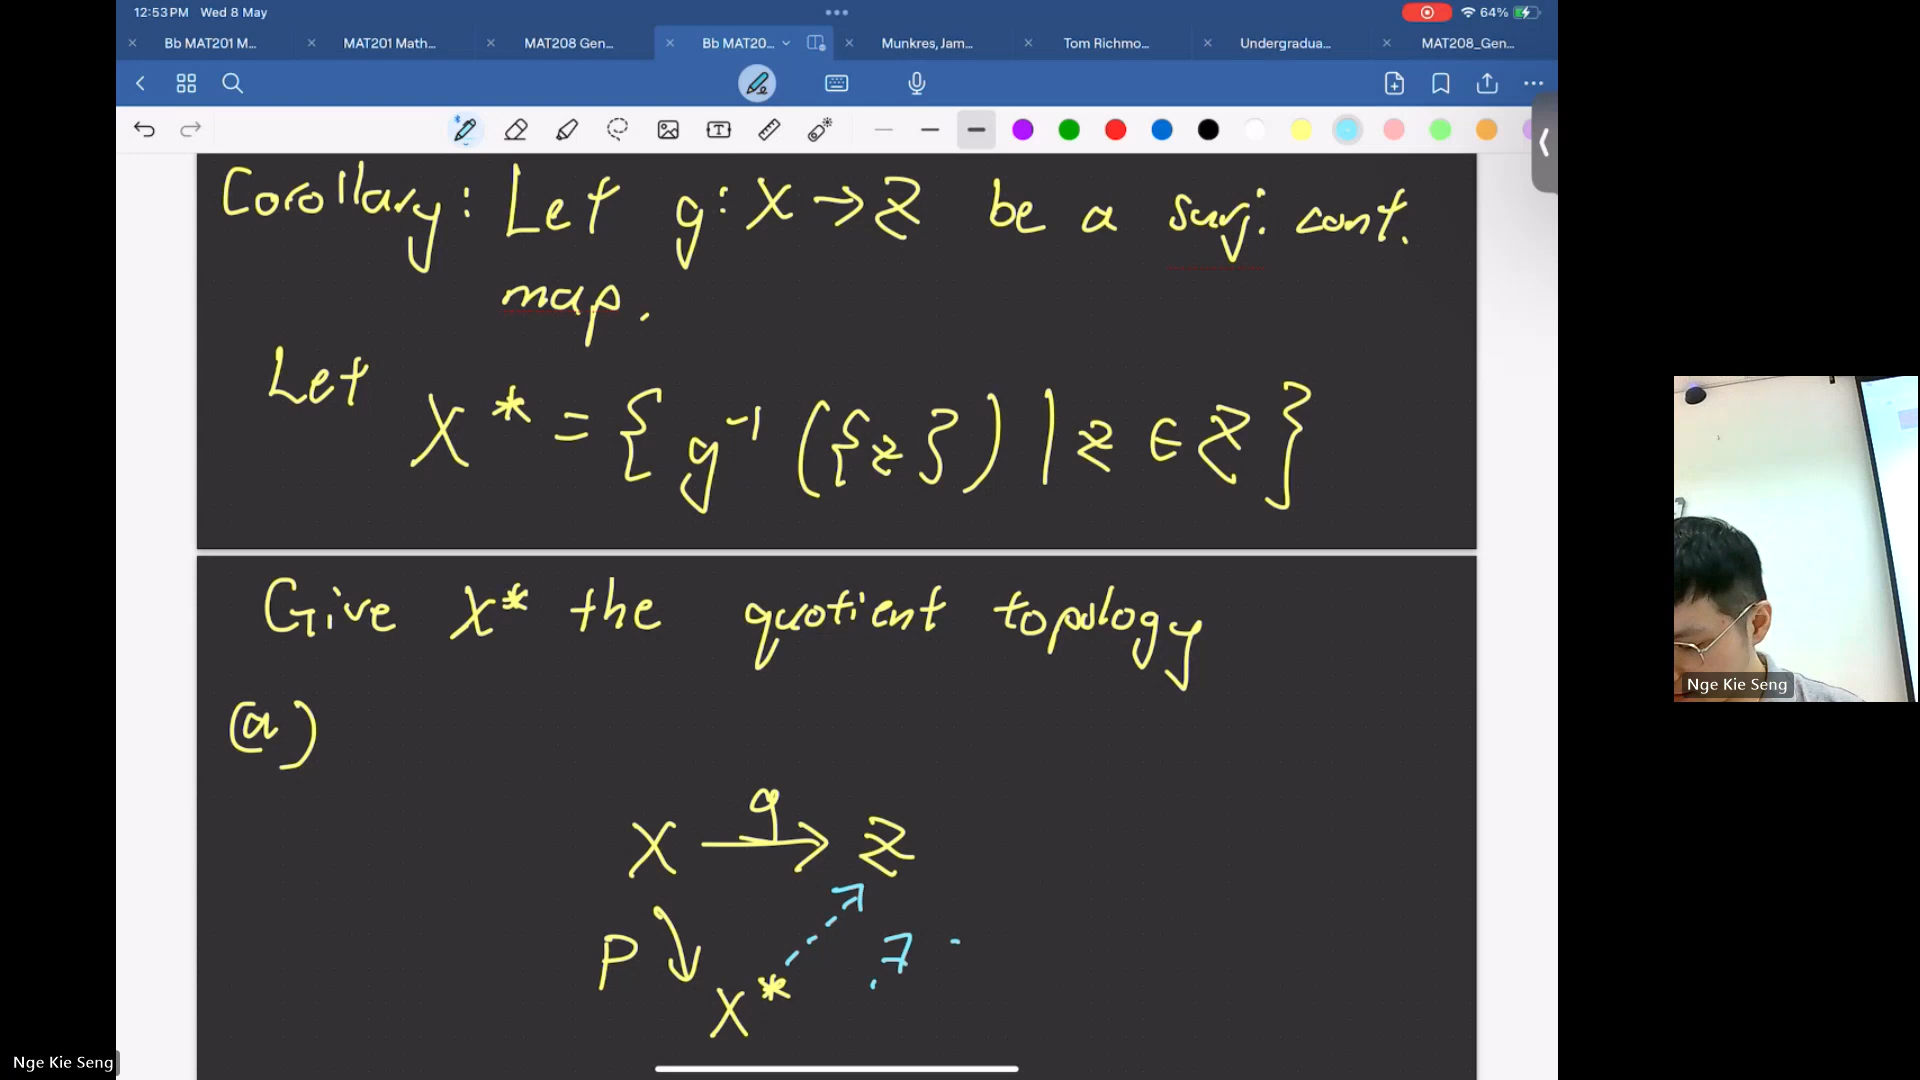 12:53 PM Wed 8 May
64%
Bb MAT201 M...
MAT201 Math...
MAT208 Gen...
Bb MAT20...
Munkres, Jam...
Tom Richmo...
Undergradua...
MAT208_Gen...
Corollary: Let g: X → Z be a surj. cont.
map.
Let X* = { g⁻¹ ({z}) | z ∈ Z }
Give X* the quotient topology
(a)
X g→ Z
P
X*
Nge Kie Seng
Nge Kie Seng